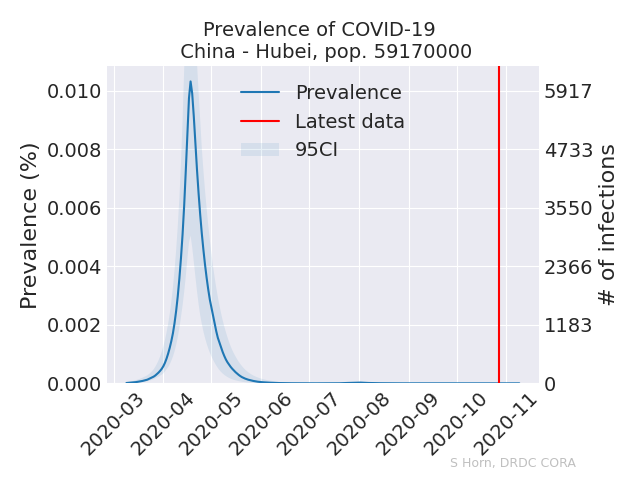 Prevalence of COVID-19
China - Hubei, pop. 59170000
Prevalence
Latest data
95CI
Prevalence (%)
0.010
0.008
0.006
0.004
0.002
0.000
# of infections
5917
4733
3550
2366
1183
0
2020-03
2020-04
2020-05
2020-06
2020-07
2020-08
2020-09
2020-10
2020-11
S Horn, DRDC CORA